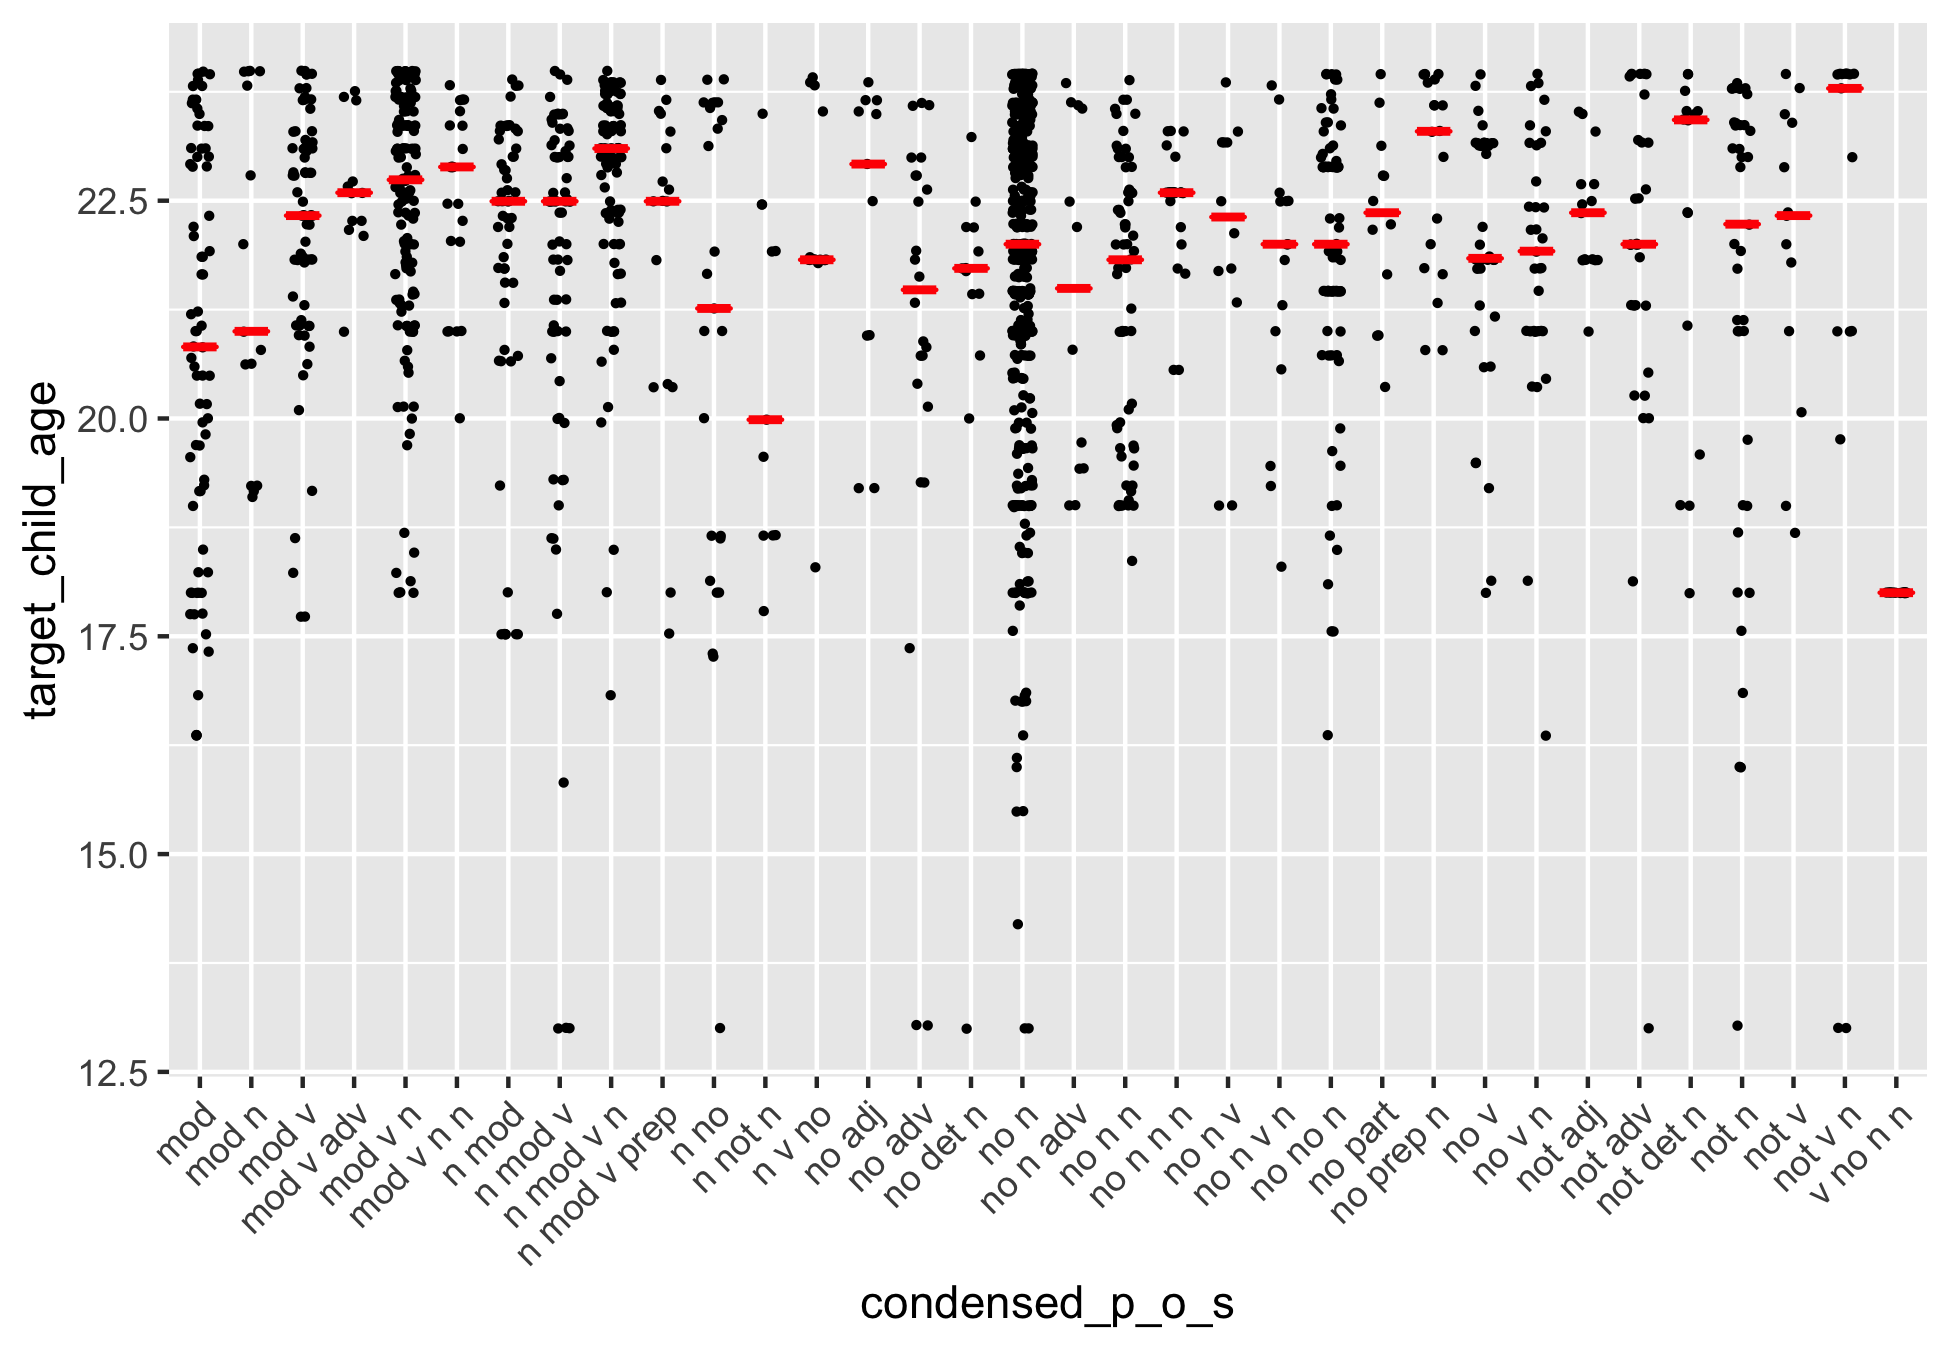 target_child_age
22.5
20.0
17.5
15.0
12.5
mod
mod n
mod v
mod v adv
mod v n
mod v n n
n mod
n mod v
n mod v n
n mod v prep
n no
n not n
n v no
no adj
no adv
no det n
no n
no n adv
no n n
no n n n
no n v
no n v n
no no n
no part
no prep n
no v
no v n
not adj
not adv
not det n
not n
not v
not v n
v no n n
condensed_p_o_s